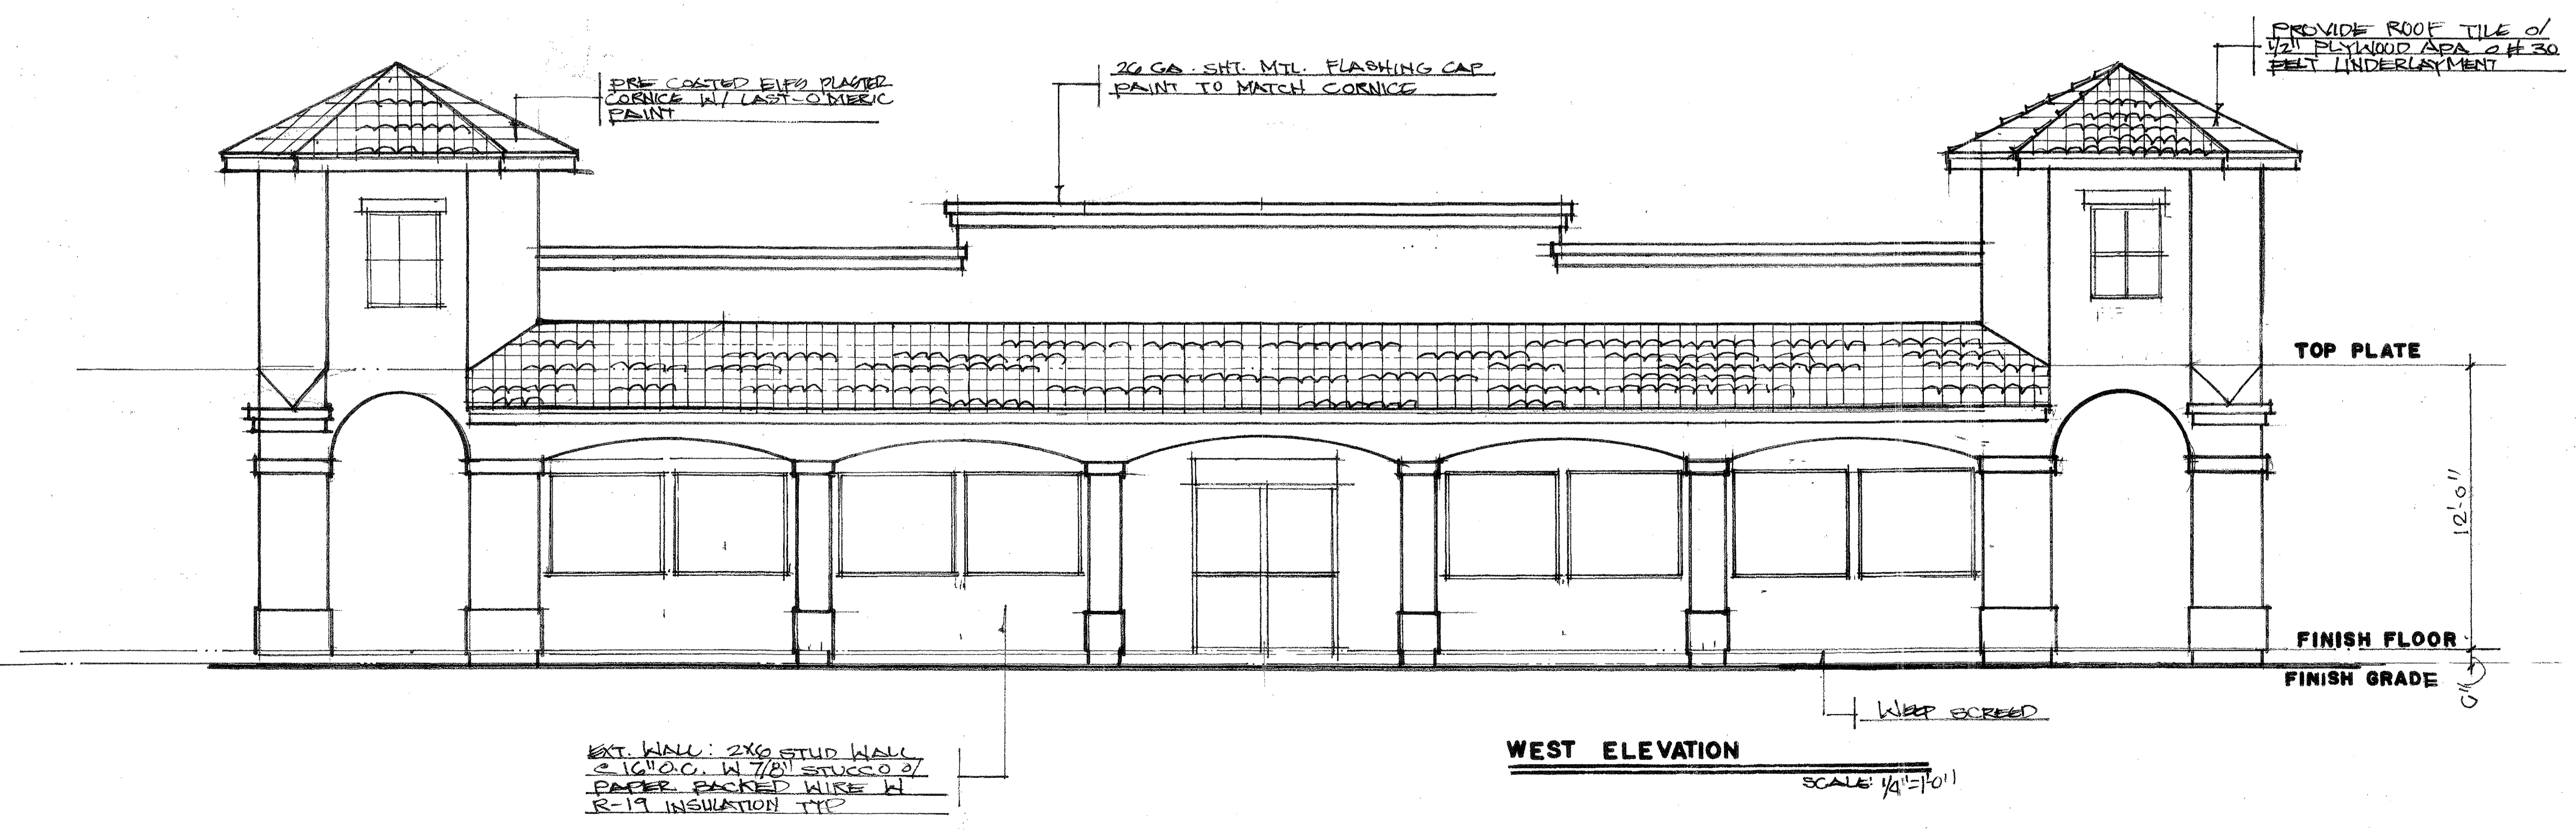 PROVIDE ROOF TILE O/
1/2" PLYWOOD APA O # 30
FELT UNDERLAYMENT
26 GA. SHT. MTL. FLASHING CAP
PAINT TO MATCH CORNICE
PRE COATED EIFS PLASTER
CORNICE W/ LAST-O'MERIC
PAINT
TOP PLATE
12'-0"
FINISH FLOOR
FINISH GRADE
6"
WEEP SCREED
EXT. WALL: 2X6 STUD WALL
@ 16" O.C. W 7/8" STUCCO O/
PAPER BACKED WIRE W
R-19 INSULATION TYP
WEST ELEVATION
SCALE: 1/4"=1'-0"